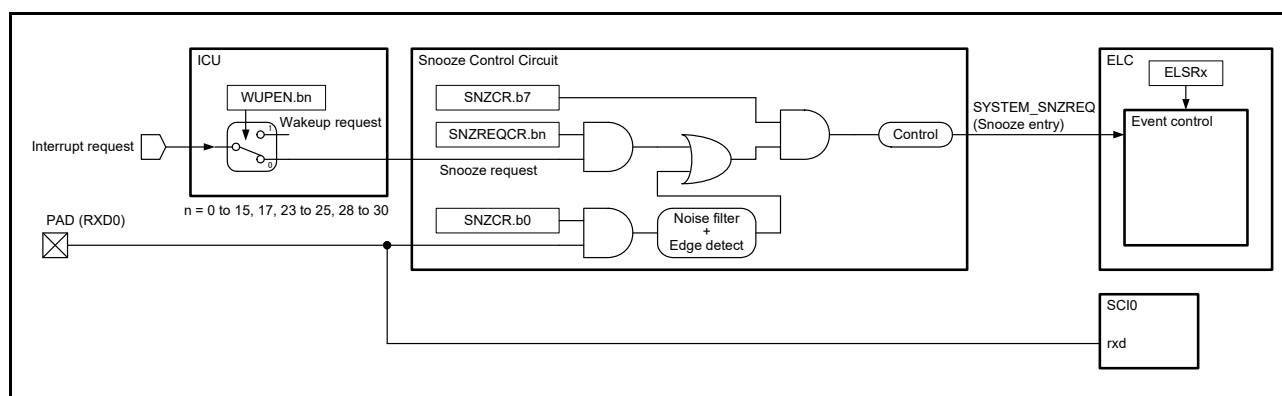 ICU
WUPEN.bn
1
Wakeup request
Interrupt request
0
n = 0 to 15, 17, 23 to 25, 28 to 30
PAD (RXD0)
Snooze Control Circuit
SNZCR.b7
SNZREQCR.bn
Snooze request
SNZCR.b0
Noise filter
+
Edge detect
Control
SYSTEM_SNZREQ
(Snooze entry)
ELC
ELSRx
Event control
SCI0
rxd